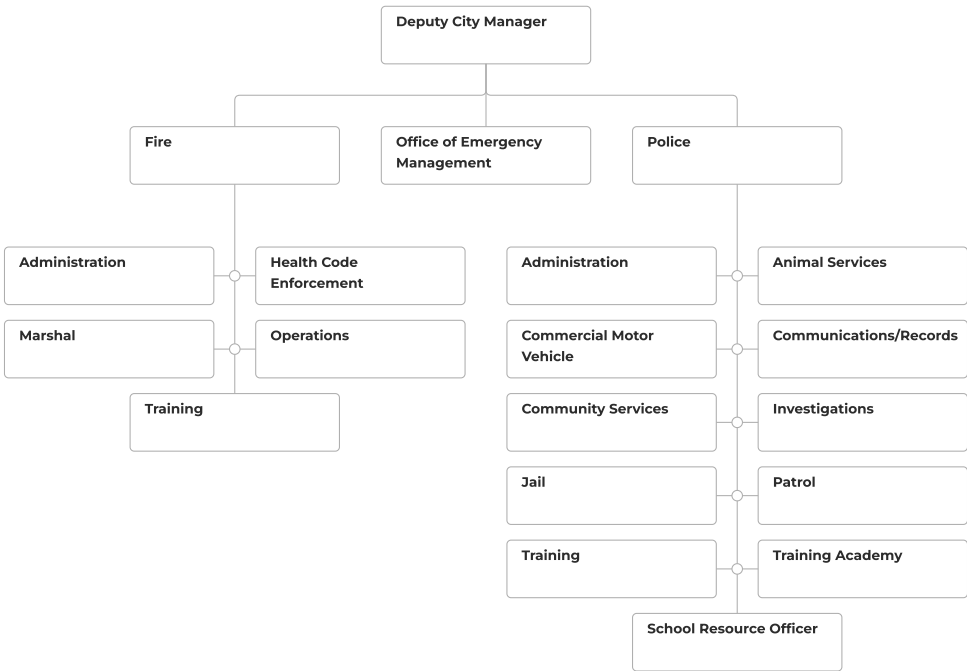 Deputy City Manager
Fire
Office of Emergency
Management
Police
Administration
Health Code
Enforcement
Marshal
Operations
Training
Administration
Animal Services
Commercial Motor
Vehicle
Communications/Records
Community Services
Investigations
Jail
Patrol
Training
Training Academy
School Resource Officer